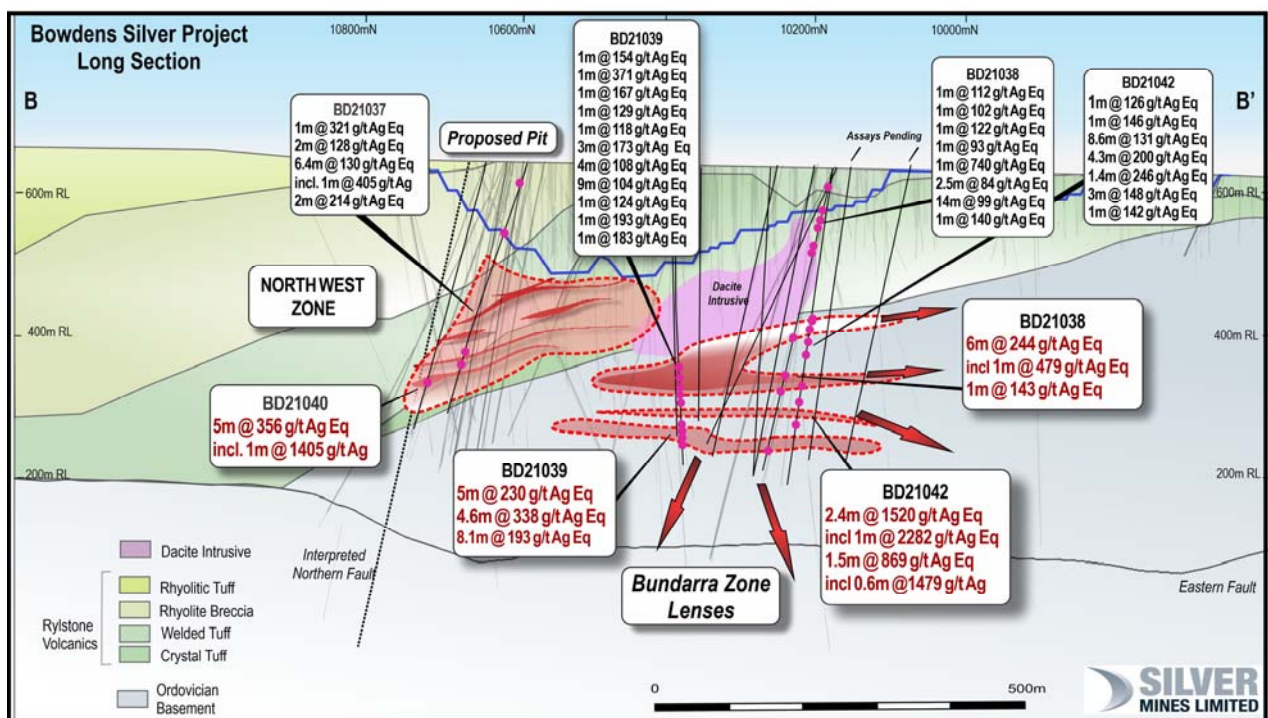 Bowdens Silver Project
Long Section
10800mN
10600mN
10200mN
10000mN
B
B'
BD21037
1m @ 321 g/t Ag Eq
2m @ 128 g/t Ag Eq
6.4m @ 130 g/t Ag Eq
incl. 1m @ 405 g/t Ag
2m @ 214 g/t Ag Eq
Proposed Pit
BD21039
1m @ 154 g/t Ag Eq
1m @ 371 g/t Ag Eq
1m @ 167 g/t Ag Eq
1m @ 129 g/t Ag Eq
1m @ 118 g/t Ag Eq
3m @ 173 g/t Ag Eq
4m @ 108 g/t Ag Eq
9m @ 104 g/t Ag Eq
1m @ 124 g/t Ag Eq
1m @ 193 g/t Ag Eq
1m @ 183 g/t Ag Eq
Assays Pending
BD21038
1m @ 112 g/t Ag Eq
1m @ 102 g/t Ag Eq
1m @ 122 g/t Ag Eq
1m @ 93 g/t Ag Eq
1m @ 740 g/t Ag Eq
2.5m @ 84 g/t Ag Eq
14m @ 99 g/t Ag Eq
1m @ 140 g/t Ag Eq
BD21042
1m @ 126 g/t Ag Eq
1m @ 146 g/t Ag Eq
8.6m @ 131 g/t Ag Eq
4.3m @ 200 g/t Ag Eq
1.4m @ 246 g/t Ag Eq
3m @ 148 g/t Ag Eq
1m @ 142 g/t Ag Eq
600m RL
600m RL
NORTH WEST
ZONE
Dacite
Intrusive
400m RL
400m RL
BD21038
6m @ 244 g/t Ag Eq
incl 1m @ 479 g/t Ag Eq
1m @ 143 g/t Ag Eq
BD21040
5m @ 356 g/t Ag Eq
incl. 1m @ 1405 g/t Ag
200m RL
200m RL
BD21039
5m @ 230 g/t Ag Eq
4.6m @ 338 g/t Ag Eq
8.1m @ 193 g/t Ag Eq
BD21042
2.4m @ 1520 g/t Ag Eq
incl 1m @ 2282 g/t Ag Eq
1.5m @ 869 g/t Ag Eq
incl 0.6m @ 1479 g/t Ag
Bundarra Zone
Lenses
Interpreted
Northern Fault
Eastern Fault
Dacite Intrusive
Rylstone
Volcanics
Rhyolitic Tuff
Rhyolite Breccia
Welded Tuff
Crystal Tuff
Ordovician
Basement
0
500m
SILVER
MINES LIMITED